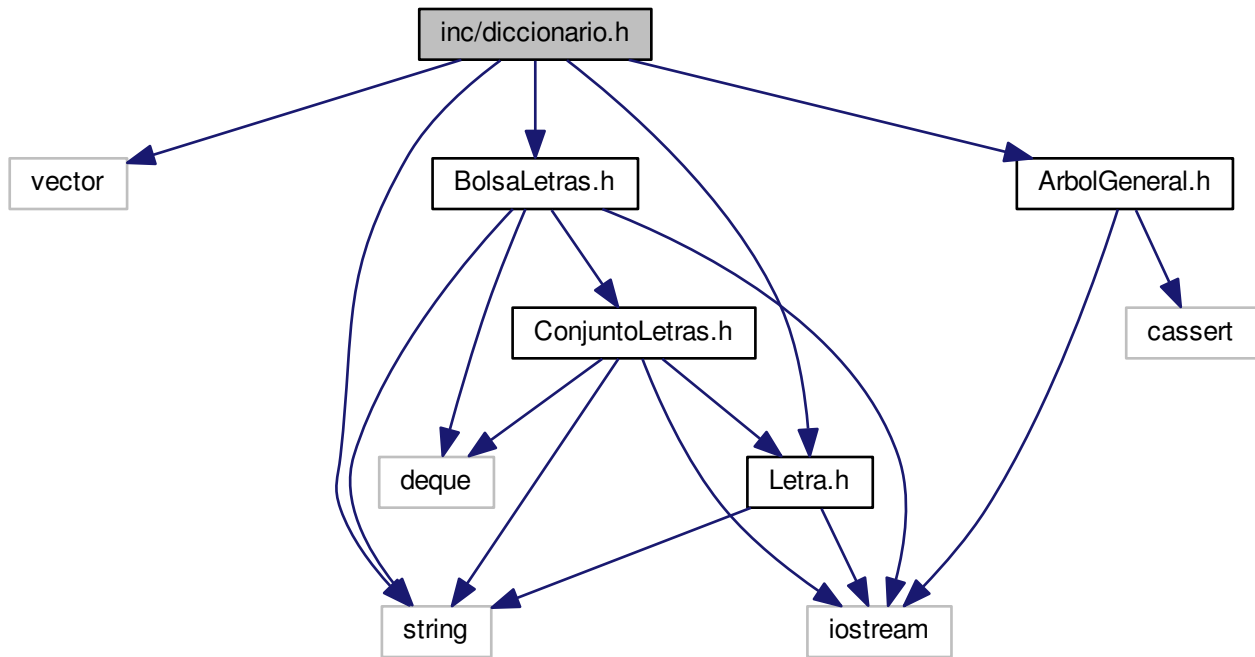 inc/diccionario.h
vector
BolsaLetras.h
ArbolGeneral.h
ConjuntoLetras.h
cassert
deque
Letra.h
string
iostream